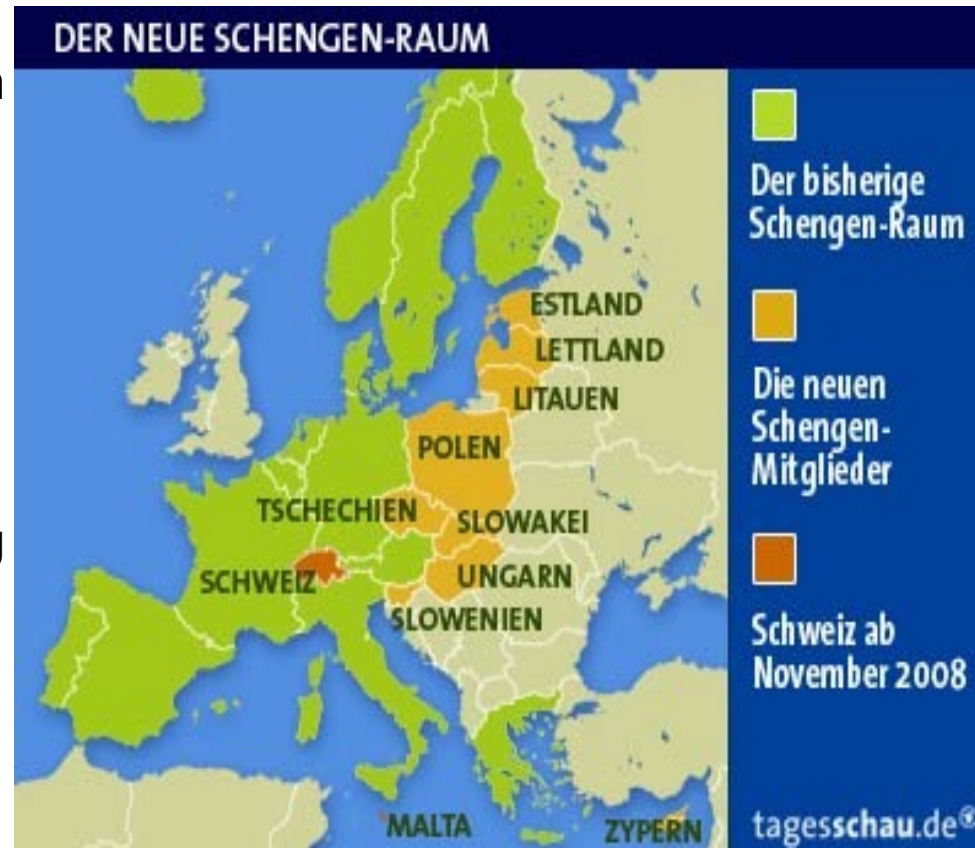 DER NEUE SCHENGEN-RAUM
Der bisherige
Schengen-Raum
Die neuen
Schengen-
Mitglieder
Schweiz ab
November 2008
ESTLAND
LETTLAND
LITAUEN
POLEN
TSCHECHIEN
SLOWAKEI
SCHWEIZ
UNGARN
SLOWENIEN
MALTA
ZYPERN
tagesschau.de